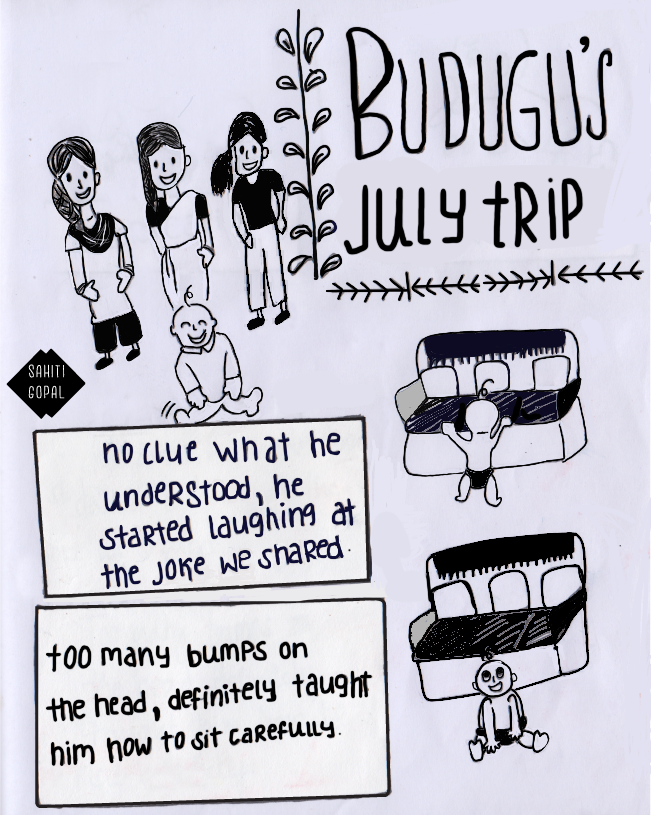 BUDUGU'S
JULY tRiP
SAHITI
GOPAL
no clue what he
undeRStood, he
staRted laughing at
the joke we shaRed.
too many bumps on
the head, definitely taught
him how to sit carefully.